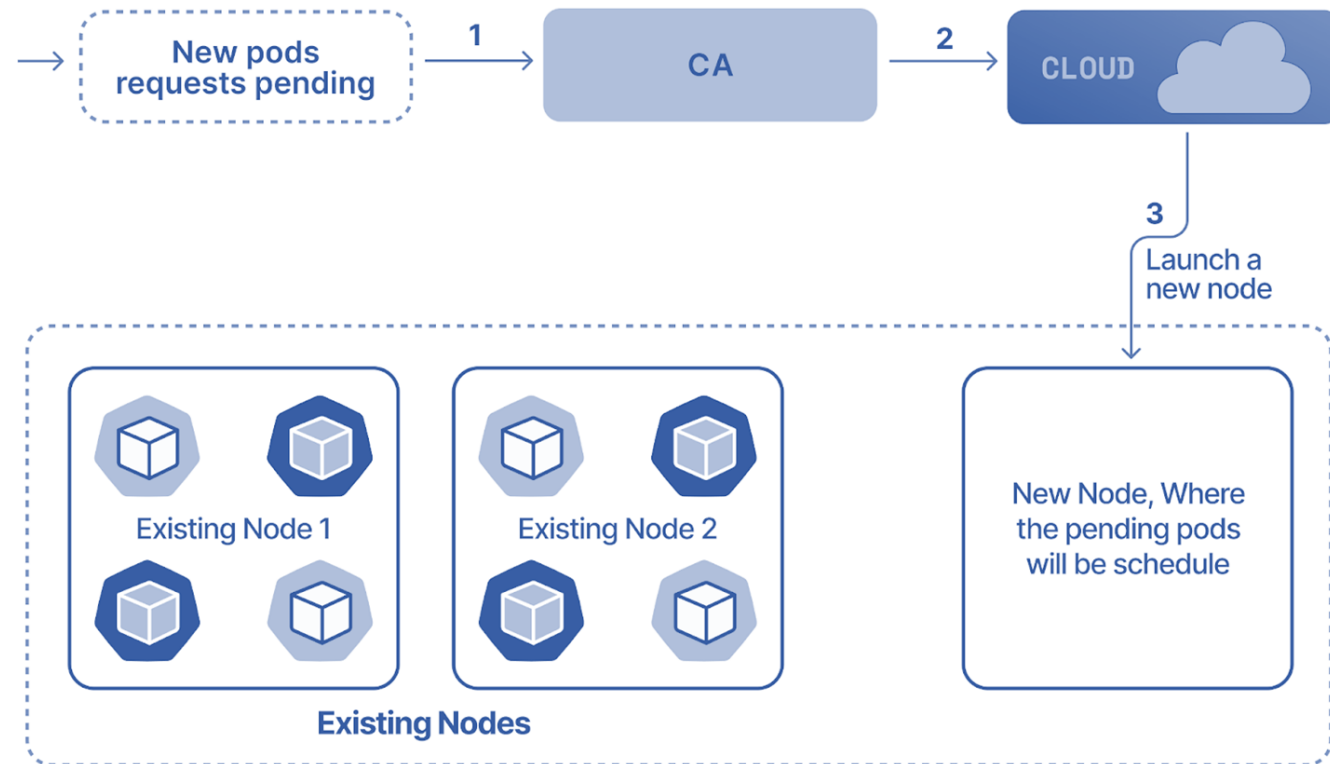 New pods
requests pending
1
CA
2
CLOUD
3
Launch a
new node
Existing Node 1
Existing Node 2
New Node, Where
the pending pods
will be schedule
Existing Nodes